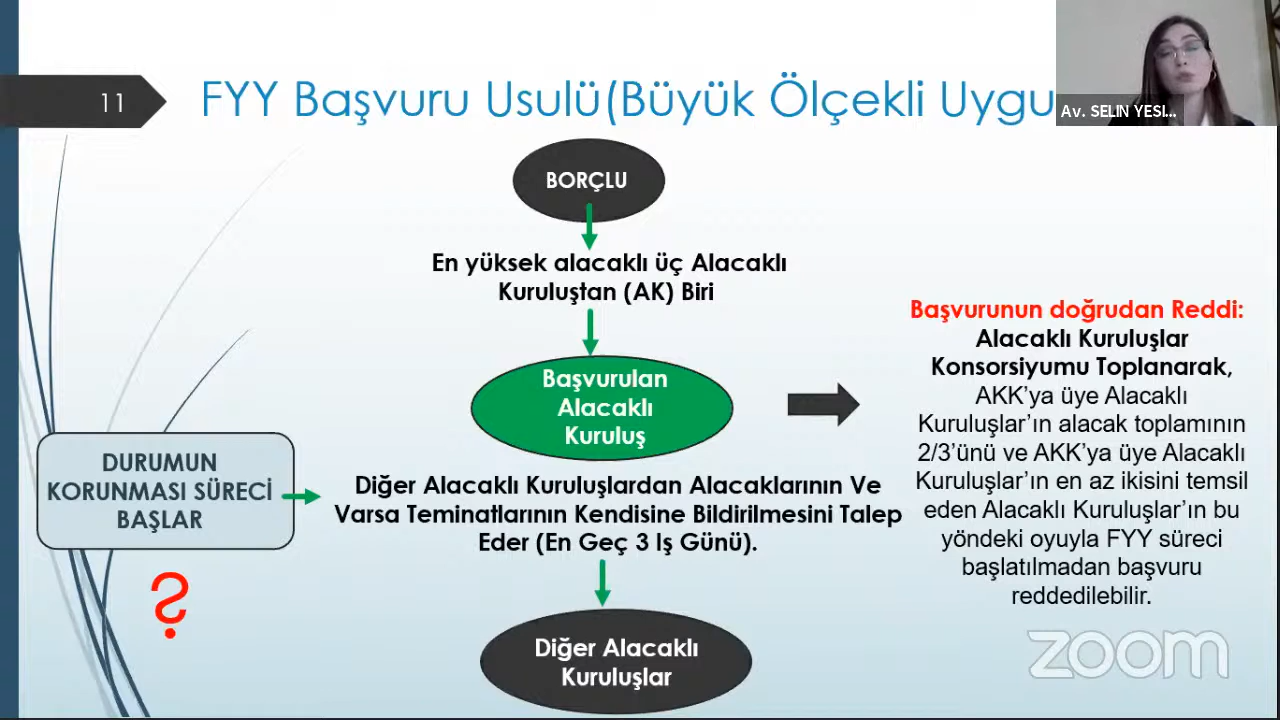 11
FYY Başvuru Usulü(Büyük Ölçekli Uygu
Av. SELIN YESI...
BORÇLU
En yüksek alacaklı üç Alacaklı
Kuruluştan (AK) Biri
Başvurulan
Alacaklı
Kuruluş
Başvurunun doğrudan Reddi:
Alacaklı Kuruluşlar
Konsorsiyumu Toplanarak,
AKK'ya üye Alacaklı
Kuruluşlar'ın alacak toplamının
2/3'ünü ve AKK'ya üye Alacaklı
Kuruluşlar'ın en az ikisini temsil
eden Alacaklı Kuruluşlar'ın bu
yöndeki oyuyla FYY süreci
başlatılmadan başvuru
reddedilebilir.
DURUMUN
KORUNMASI SÜRECİ
BAŞLAR
?
Diğer Alacaklı Kuruluşlardan Alacaklarının Ve
Varsa Teminatlarının Kendisine Bildirilmesini Talep
Eder (En Geç 3 Iş Günü).
Diğer Alacaklı
Kuruluşlar
zoom